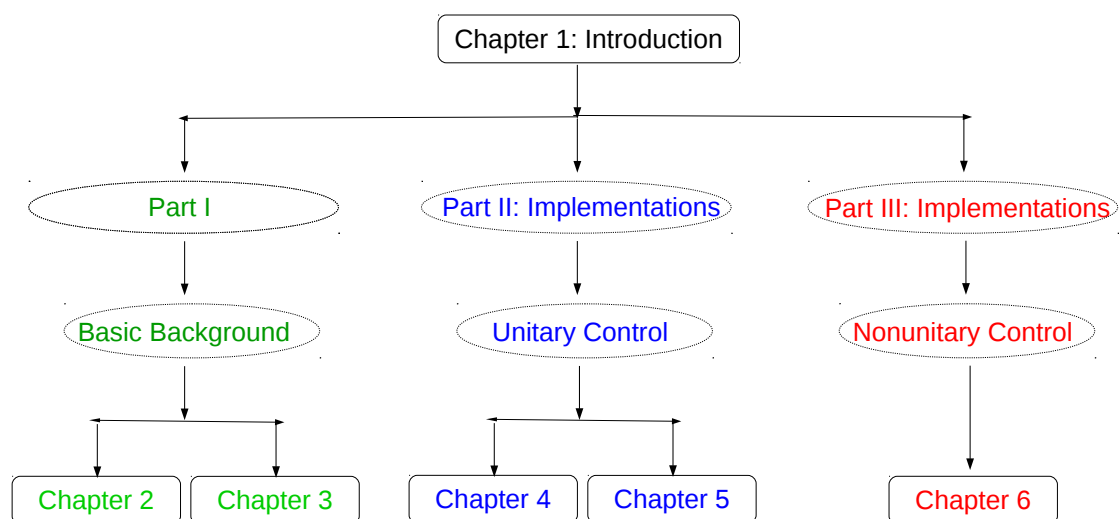 Chapter 1: Introduction
Part I
Part II: Implementations
Part III: Implementations
Basic Background
Unitary Control
Nonunitary Control
Chapter 2
Chapter 3
Chapter 4
Chapter 5
Chapter 6